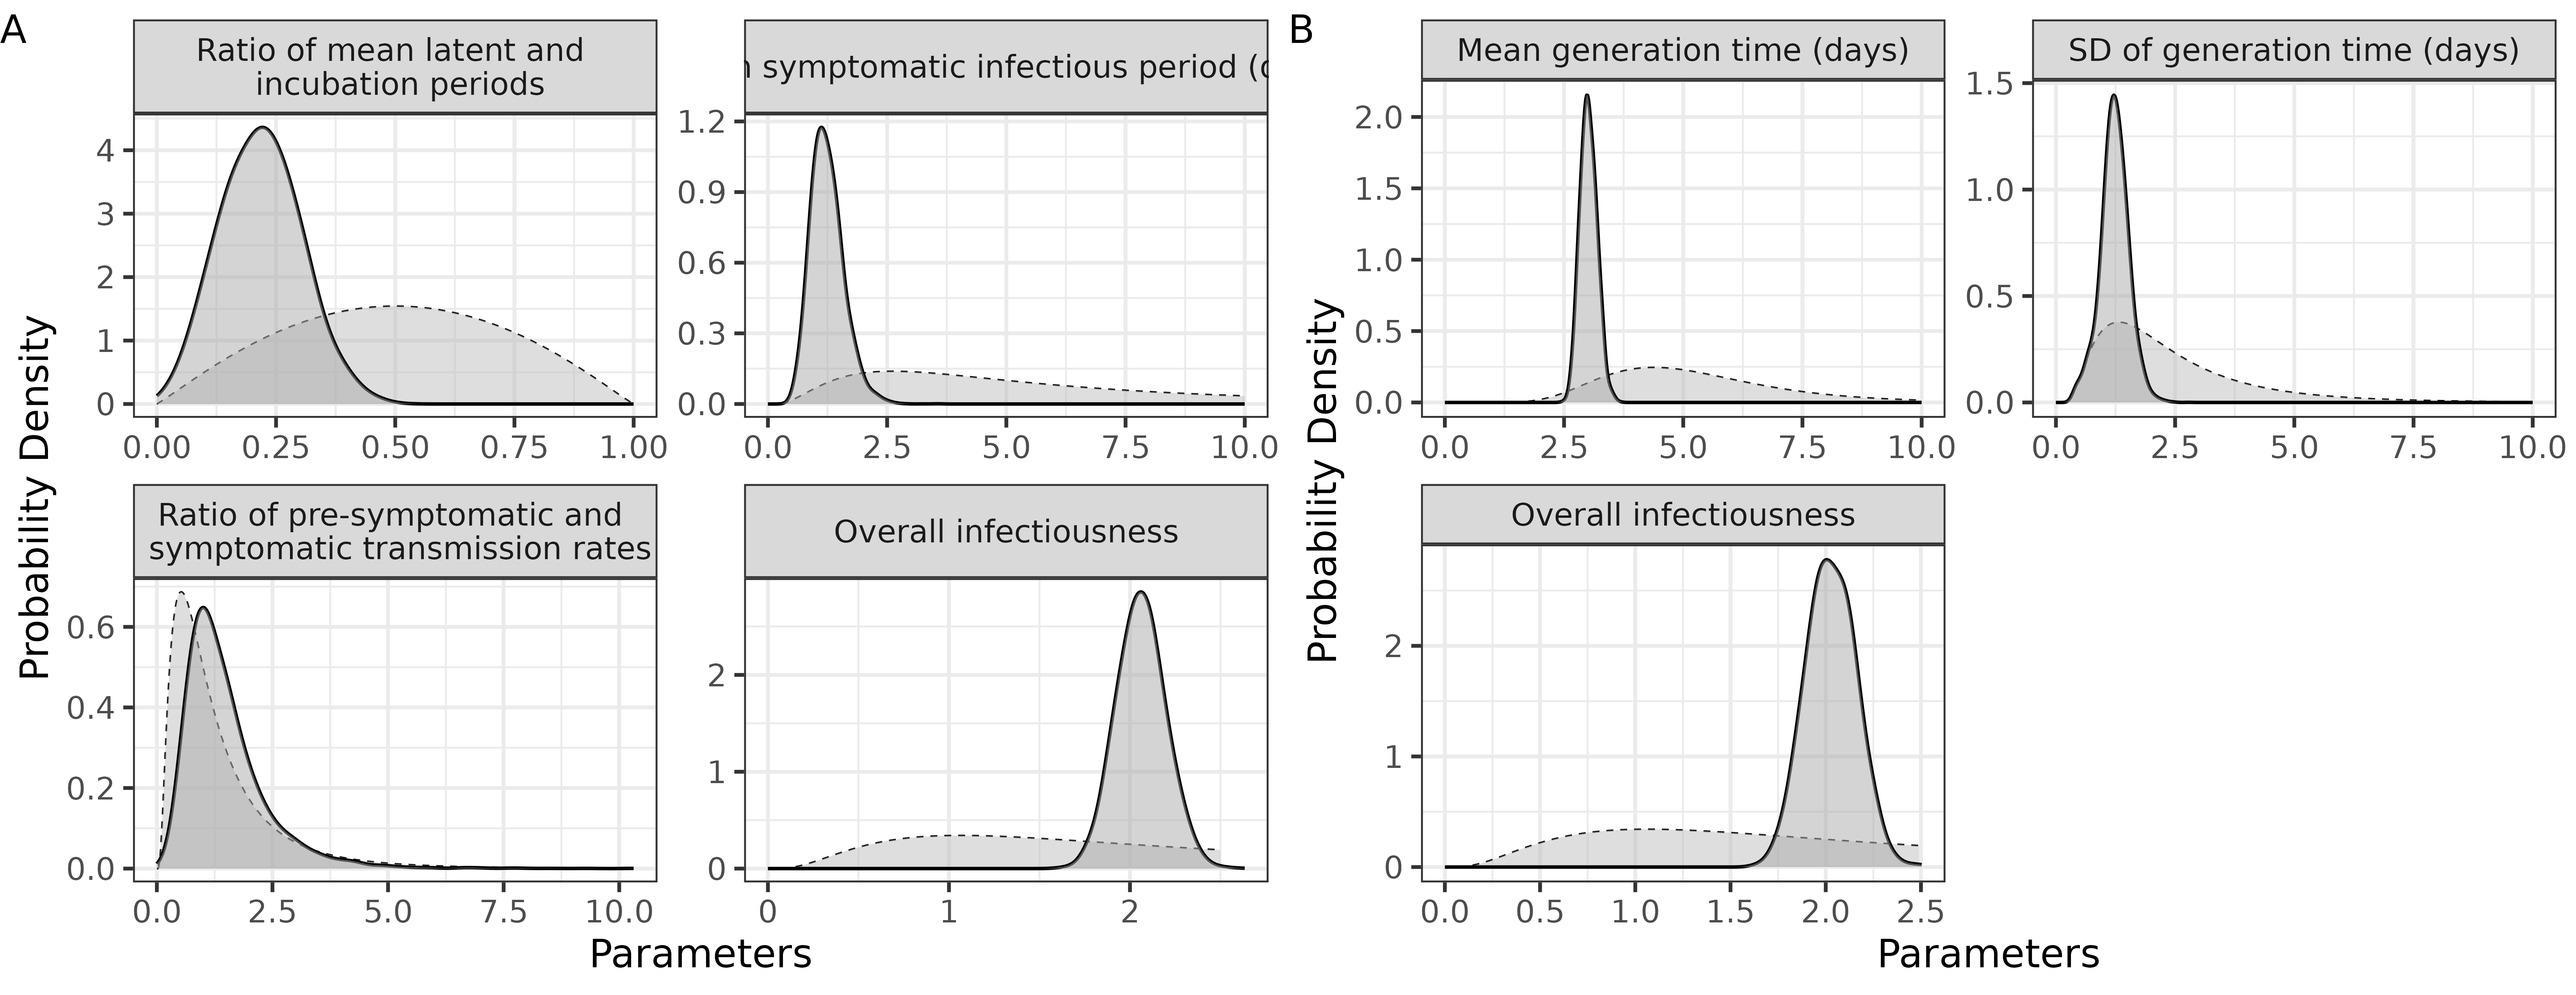 A
Ratio of mean latent and
incubation periods
symptomatic infectious period
4
3
2
1
0
0.00 0.25 0.50 0.75 1.00
1.2
0.9
0.6
0.3
0.0
0.0 2.5 5.0 7.5 10.0
Ratio of pre-symptomatic and
symptomatic transmission rates
Overall infectiousness
0.6
0.4
0.2
0.0
0.0 2.5 5.0 7.5 10.0
2
1
0
0 1 2
Probability Density
Parameters
B
Mean generation time (days)
SD of generation time (days)
2.0
1.5
1.0
0.5
0.0
0.0 2.5 5.0 7.5 10.0
1.5
1.0
0.5
0.0
0.0 2.5 5.0 7.5 10.0
Overall infectiousness
2
1
0
0.0 0.5 1.0 1.5 2.0 2.5
Probability Density
Parameters